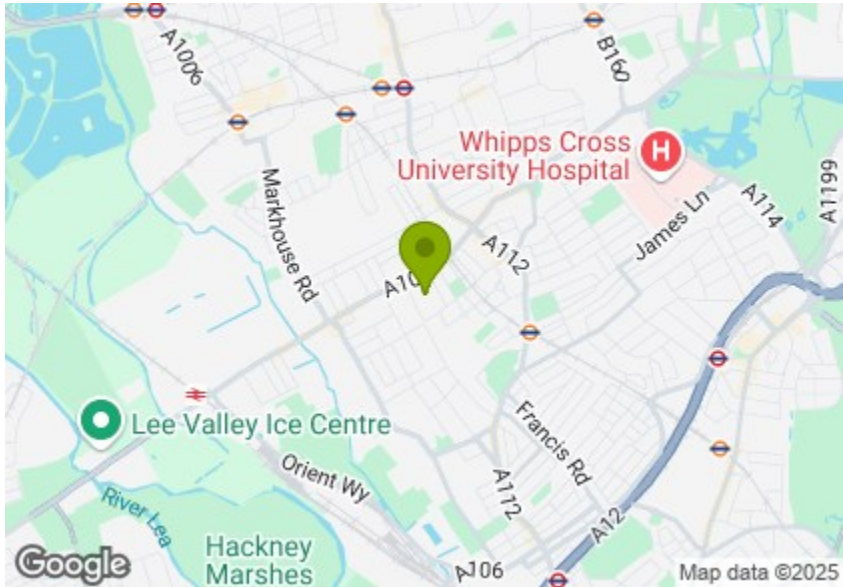 A1006
B160
Whipps Cross
University Hospital
H
A1199
A114
James Ln
Markhouse Rd
A112
A10
Lee Valley Ice Centre
Francis Rd
Orient Wy
A112
River Lea
A12
Hackney
Marshes
A106
Google
Map data ©2025